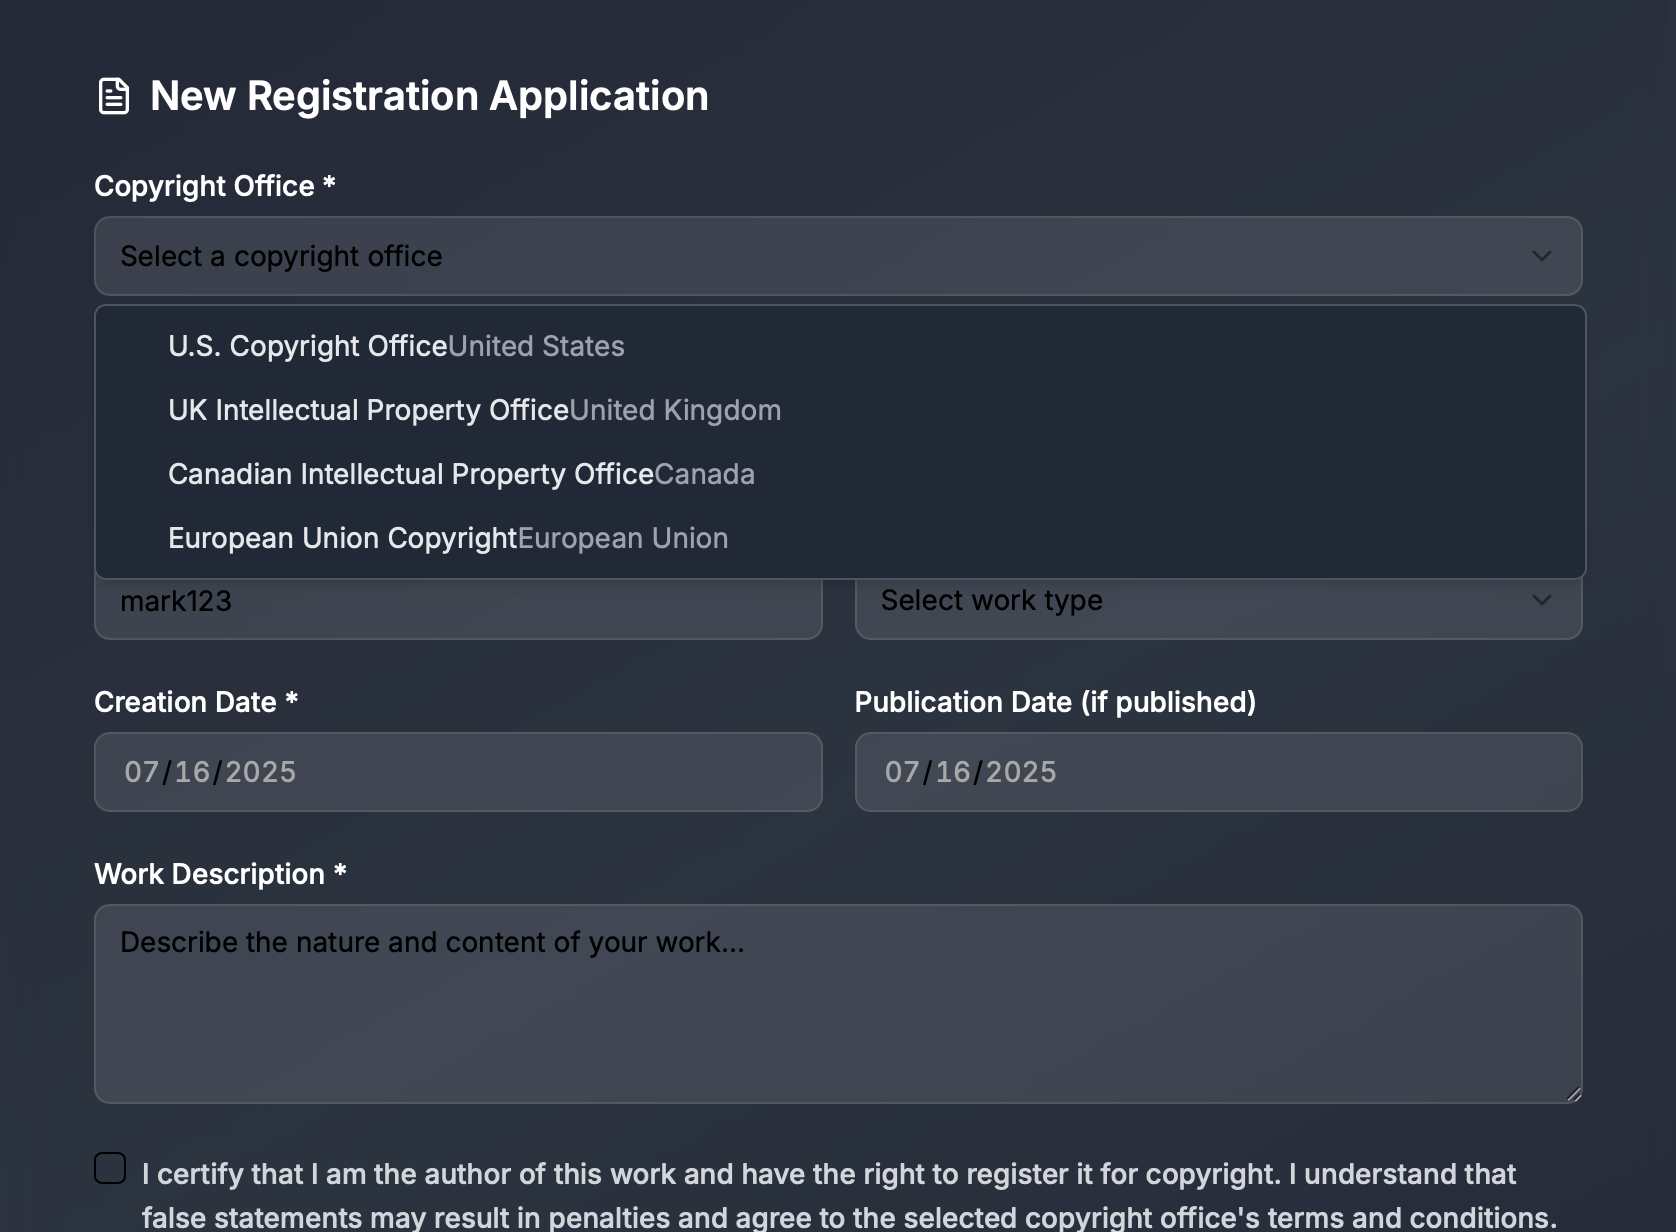 New Registration Application
Copyright Office *
Select a copyright office
U.S. Copyright OfficeUnited States
UK Intellectual Property OfficeUnited Kingdom
Canadian Intellectual Property OfficeCanada
European Union CopyrightEuropean Union
mark123
Select work type
Creation Date *
Publication Date (if published)
07/16/2025
07/16/2025
Work Description *
Describe the nature and content of your work...
I certify that I am the author of this work and have the right to register it for copyright. I understand that
false statements may result in penalties and agree to the selected copyright office's terms and conditions.